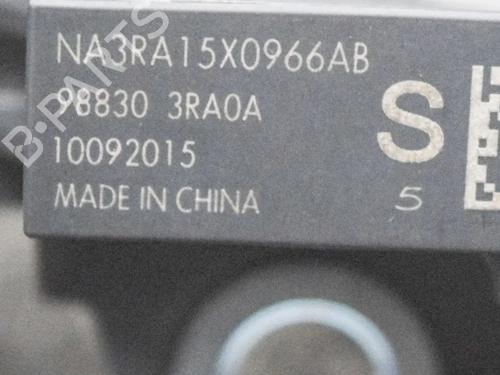 NA3RA15X0966AB
98830 3RA0A
10092015
MADE IN CHINA
S
5
B-PARTS